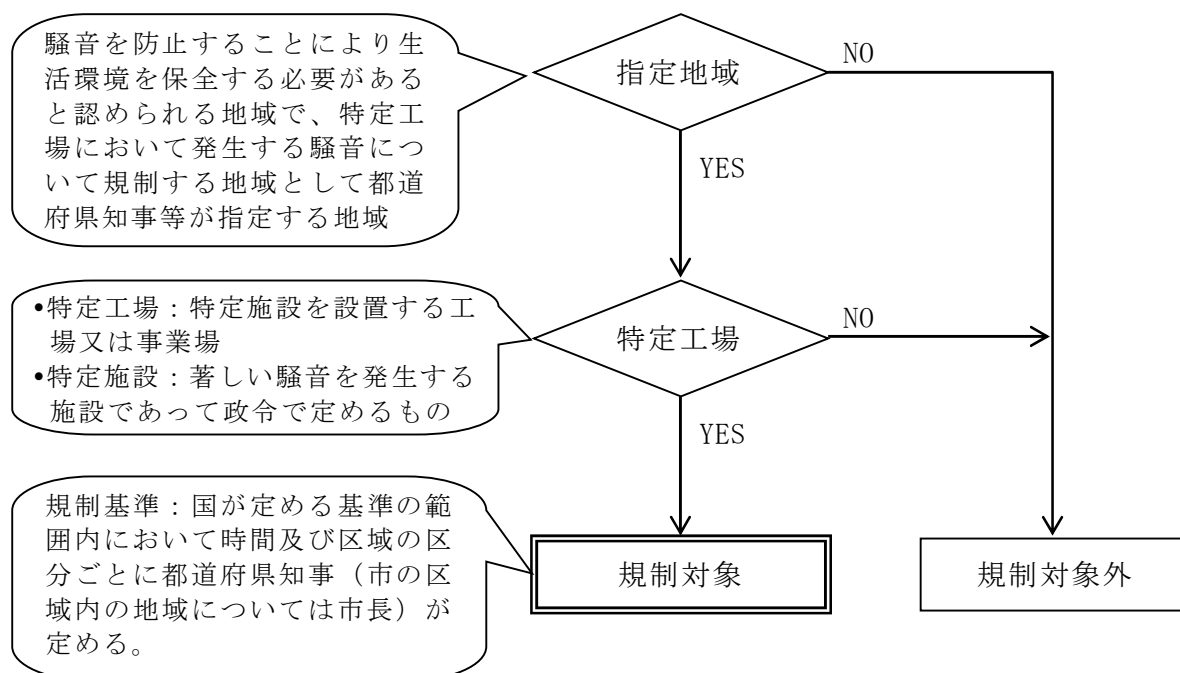 騒音を防止することにより生
活環境を保全する必要がある
と認められる地域で、特定工
場において発生する騒音につ
いて規制する地域として都道
府県知事等が指定する地域
指定地域
NO
YES
•特定工場：特定施設を設置する工
場又は事業場
•特定施設：著しい騒音を発生する
施設であって政令で定めるもの
特定工場
NO
YES
規制基準：国が定める基準の範
囲内において時間及び区域の区
分ごとに都道府県知事（市の区
域内の地域については市長）が
定める。
規制対象
規制対象外